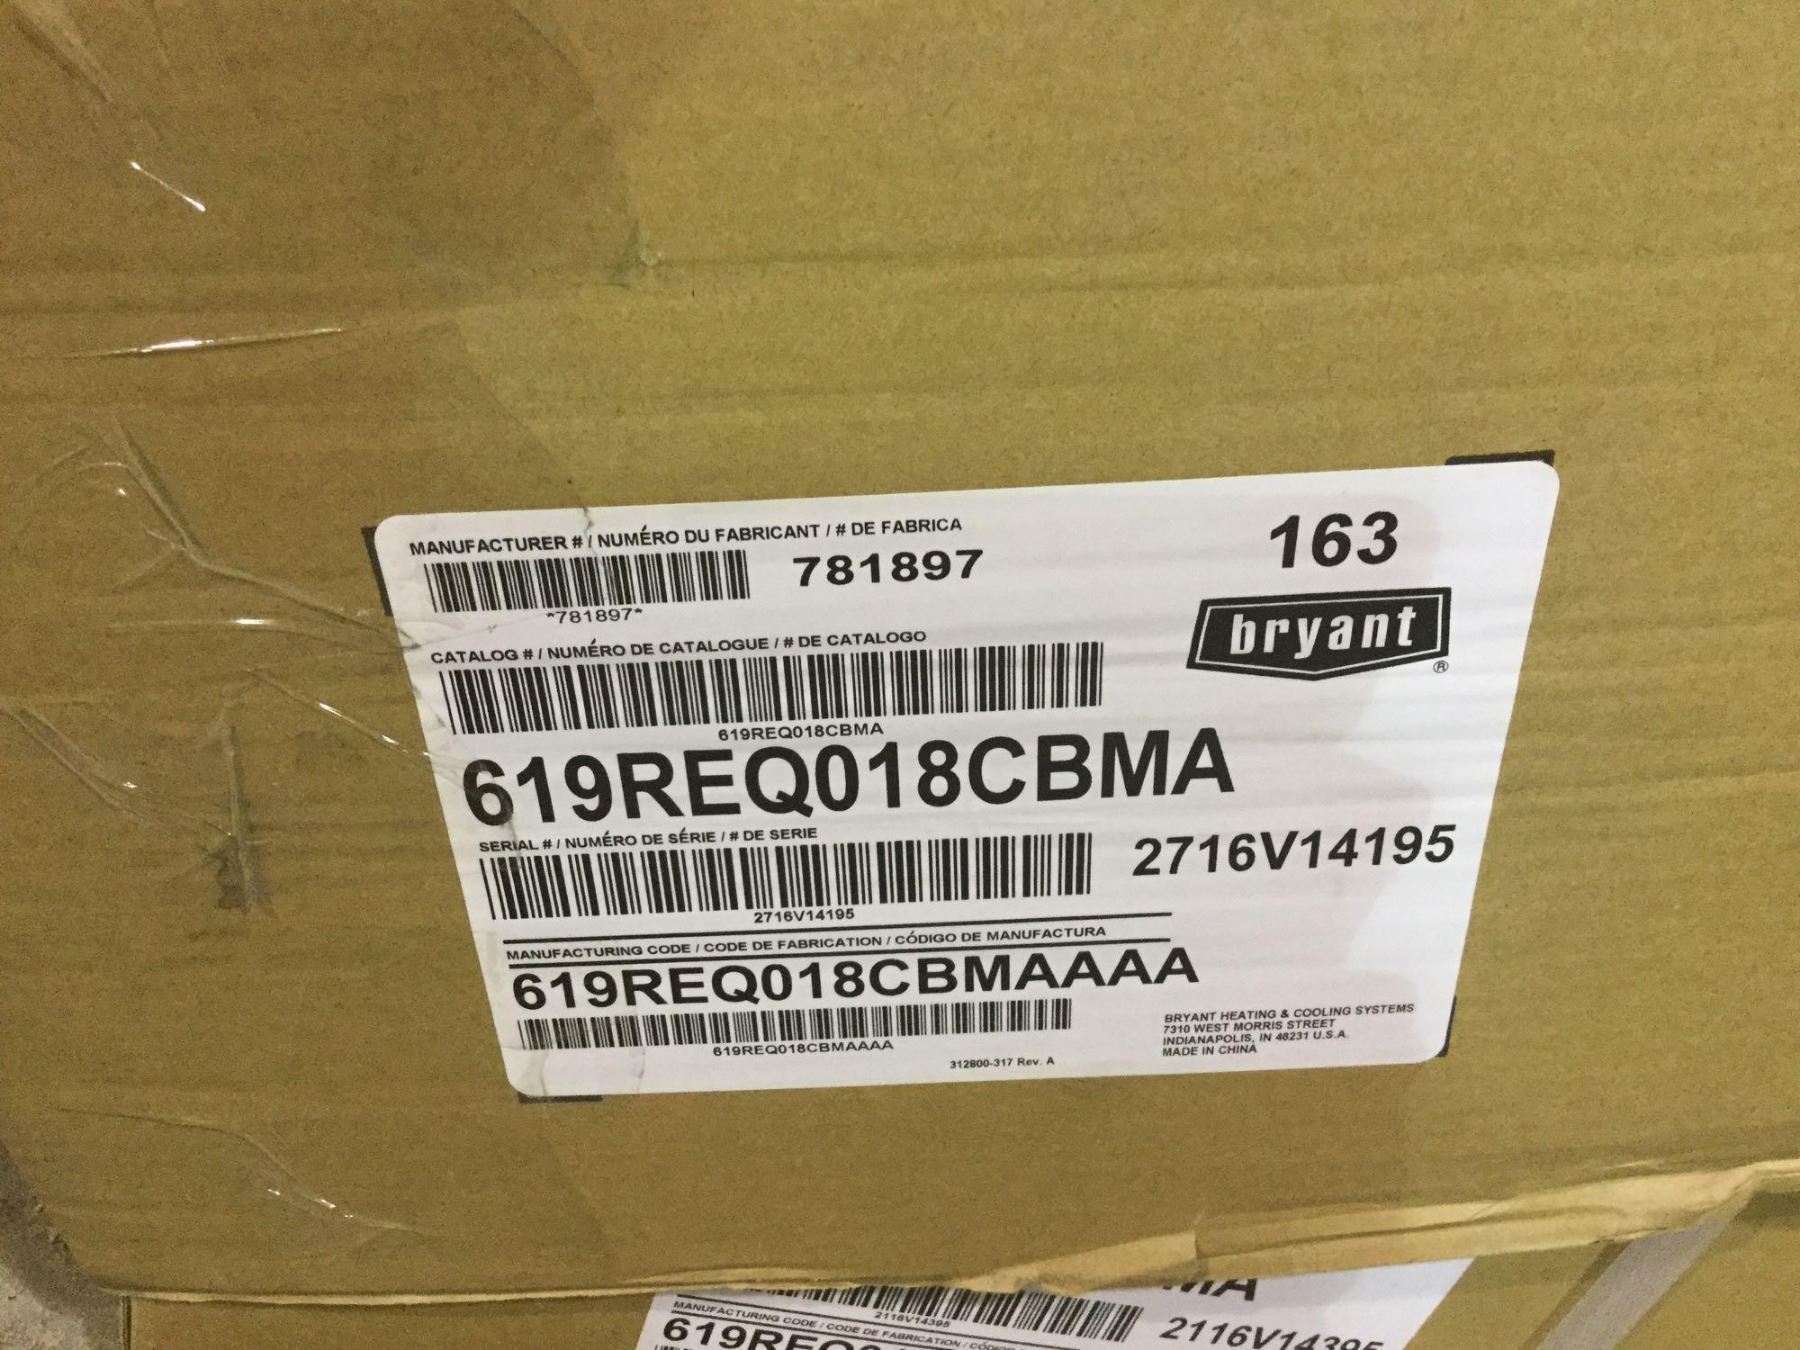 MANUFACTURER # / NUMÉRO DU FABRICANT / # DE FABRICA
163
781897
*781897*
bryant
®
CATALOG # / NUMÉRO DE CATALOGUE / # DE CATALOGO
619REQ018CBMA
619REQ018CBMA
SERIAL # / NUMÉRO DE SÉRIE / # DE SERIE
2716V14195
2716V14195
MANUFACTURING CODE / CODE DE FABRICATION / CÓDIGO DE MANUFACTURA
619REQ018CBMAAAA
619REQ018CBMAAAA
BRYANT HEATING & COOLING SYSTEMS
7310 WEST MORRIS STREET
INDIANAPOLIS, IN 46231 U.S.A.
MADE IN CHINA
312800-317 Rev. A
MA
2116V14395
2116V14395
MANUFACTURING CODE / CODE DE FABRICATION /
619REQ0